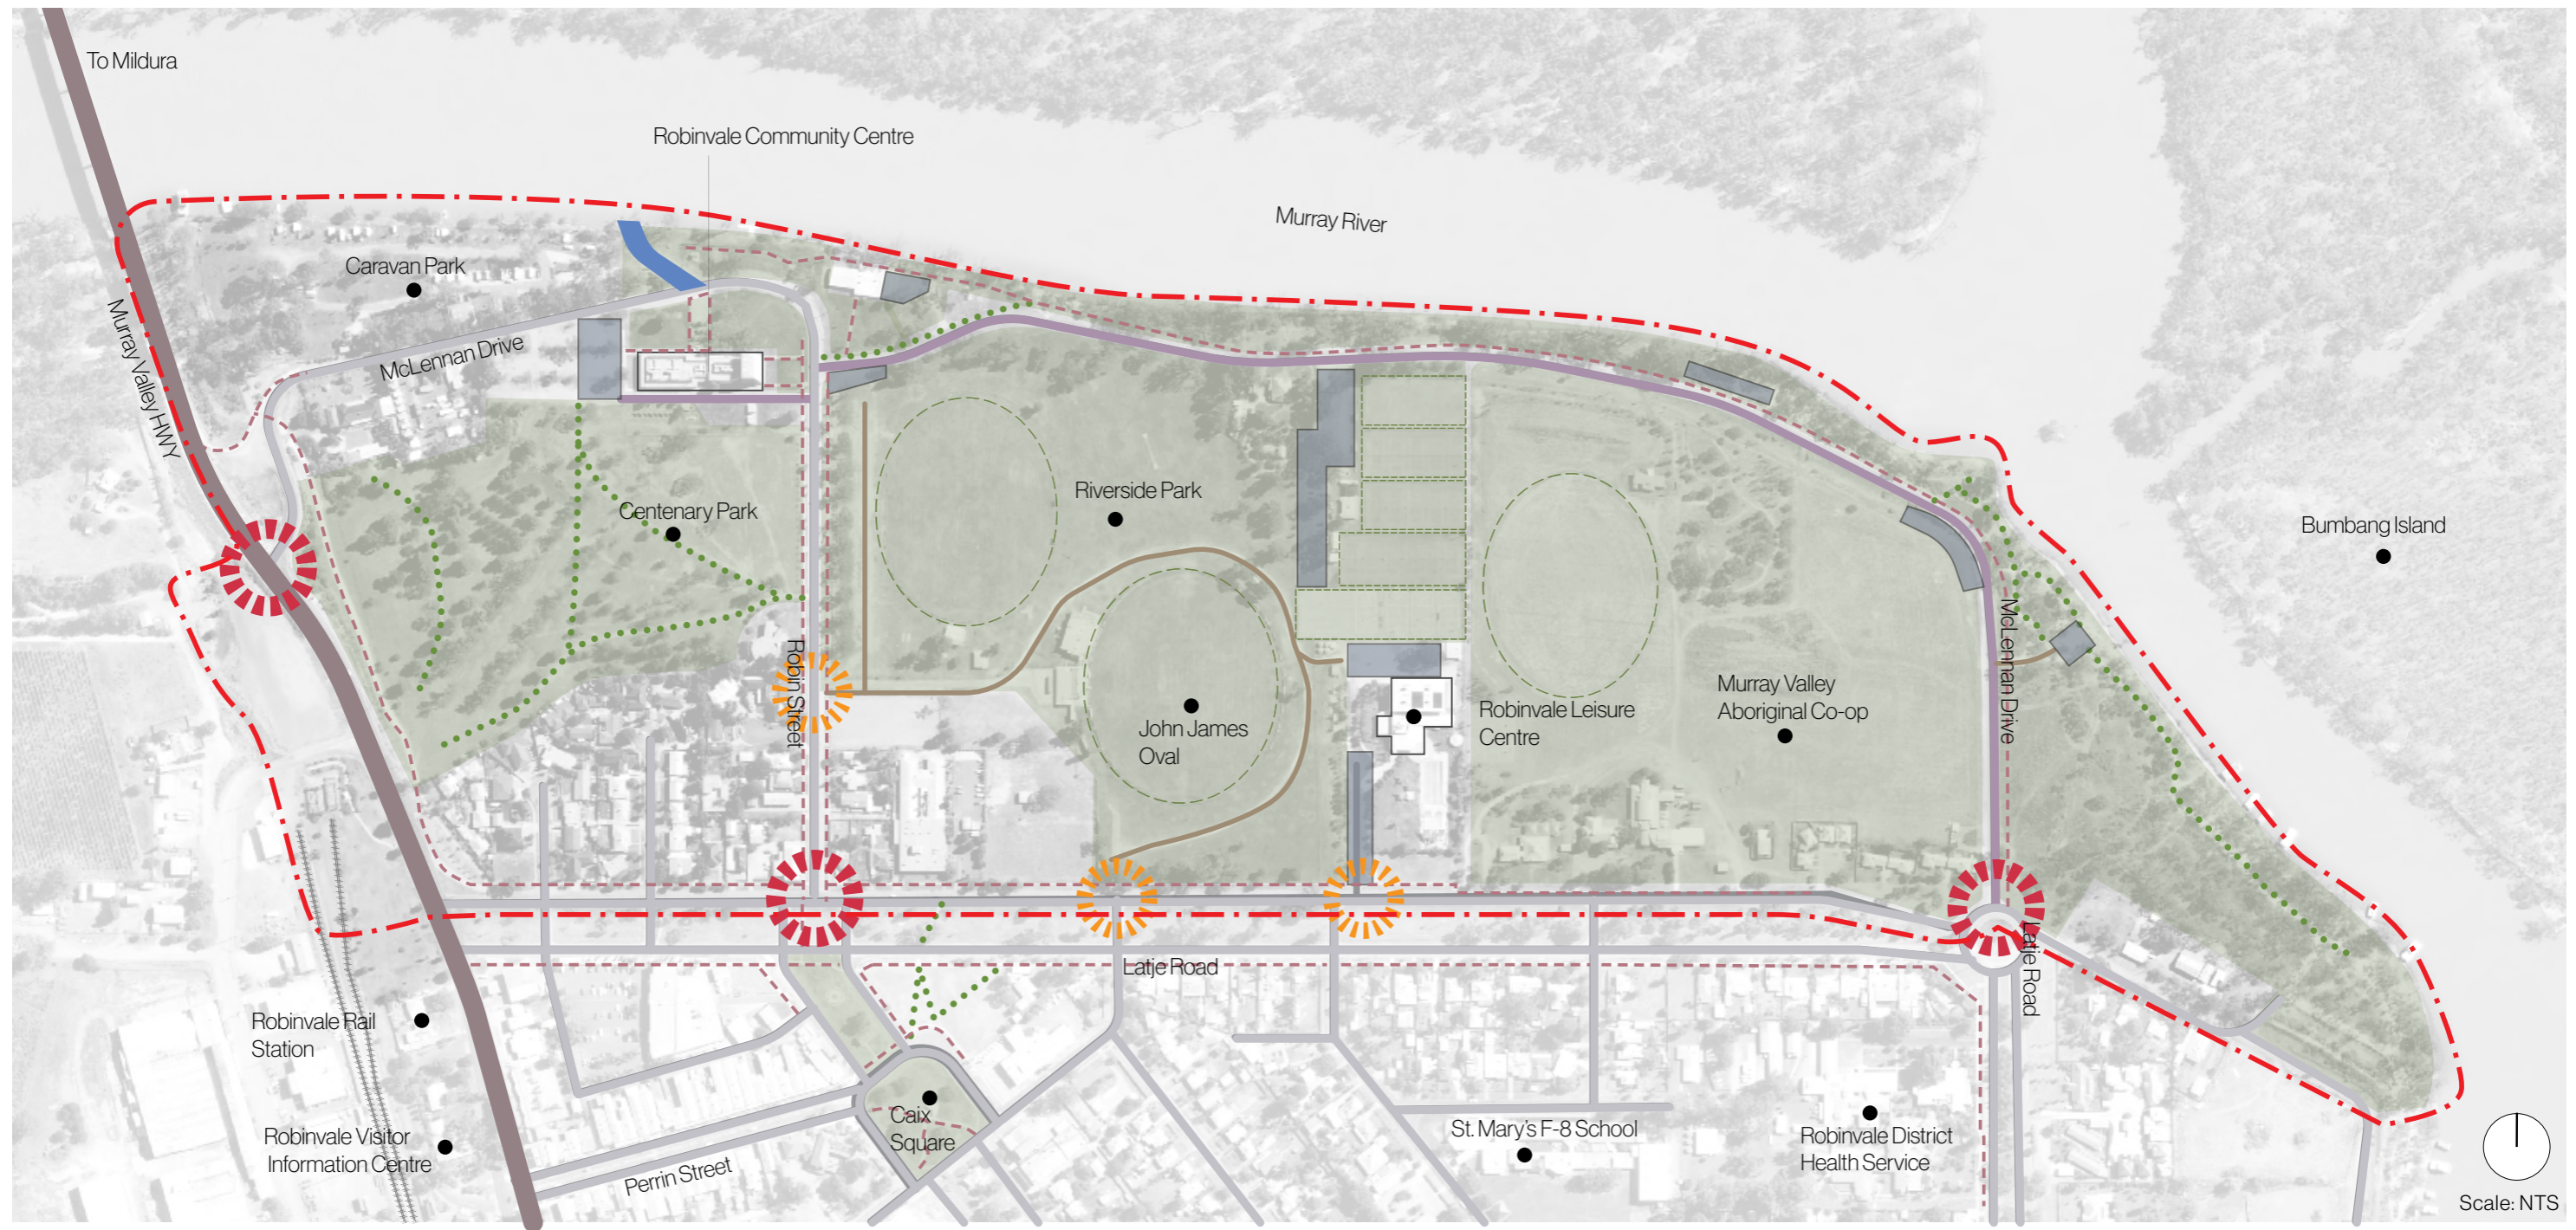 To Mildura
Robinvale Community Centre
Murray River
Caravan Park
Murray Valley HWY
McLennan Drive
Riverside Park
Centenary Park
Bumbang Island
Robin Street
McLennan Drive
John James
Oval
Robinvale Leisure
Centre
Murray Valley
Aboriginal Co-op
Latje Road
Latje Road
Robinvale Rail
Station
Caix
Square
Robinvale Visitor
Information Centre
Perrin Street
St. Mary's F-8 School
Robinvale District
Health Service
Scale: NTS